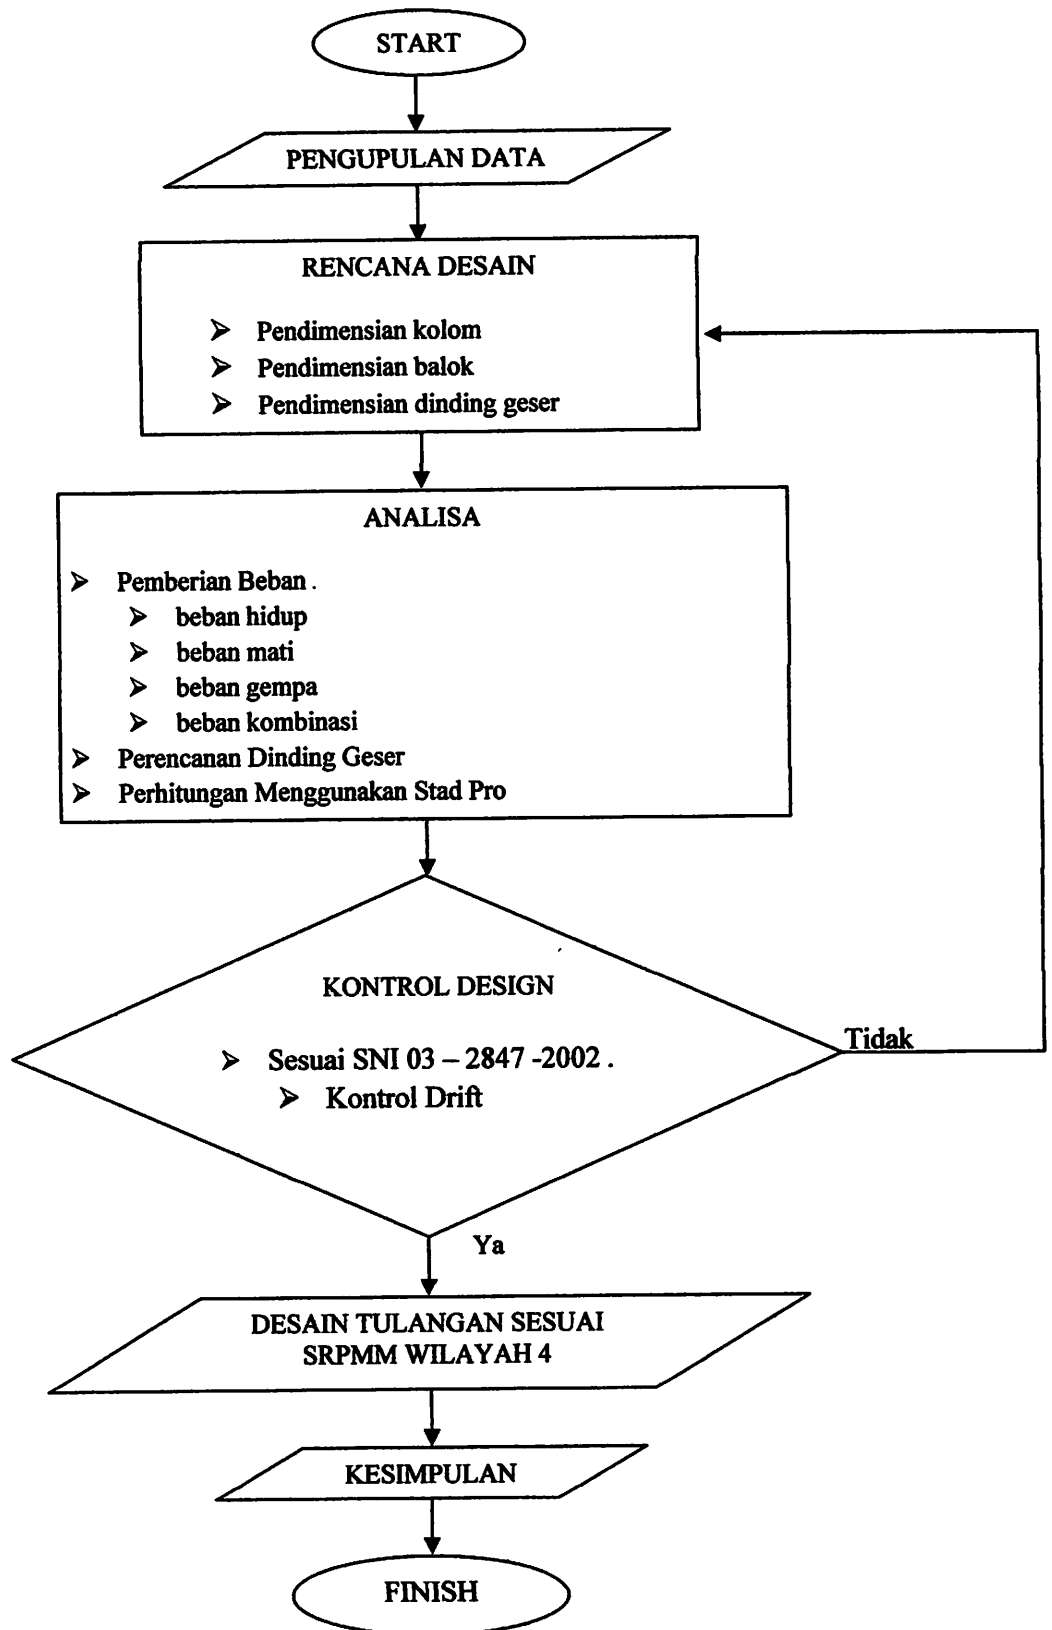 START
PENGUPULAN DATA
RENCANA DESAIN
➢ Pendimensian kolom
➢ Pendimensian balok
➢ Pendimensian dinding geser
ANALISA
➢ Pemberian Beban .
➢ beban hidup
➢ beban mati
➢ beban gempa
➢ beban kombinasi
➢ Perencanan Dinding Geser
➢ Perhitungan Menggunakan Stad Pro
KONTROL DESIGN
➢ Sesuai SNI 03 – 2847 -2002 .
➢ Kontrol Drift
Tidak
Ya
DESAIN TULANGAN SESUAI
SRPMM WILAYAH 4
KESIMPULAN
FINISH